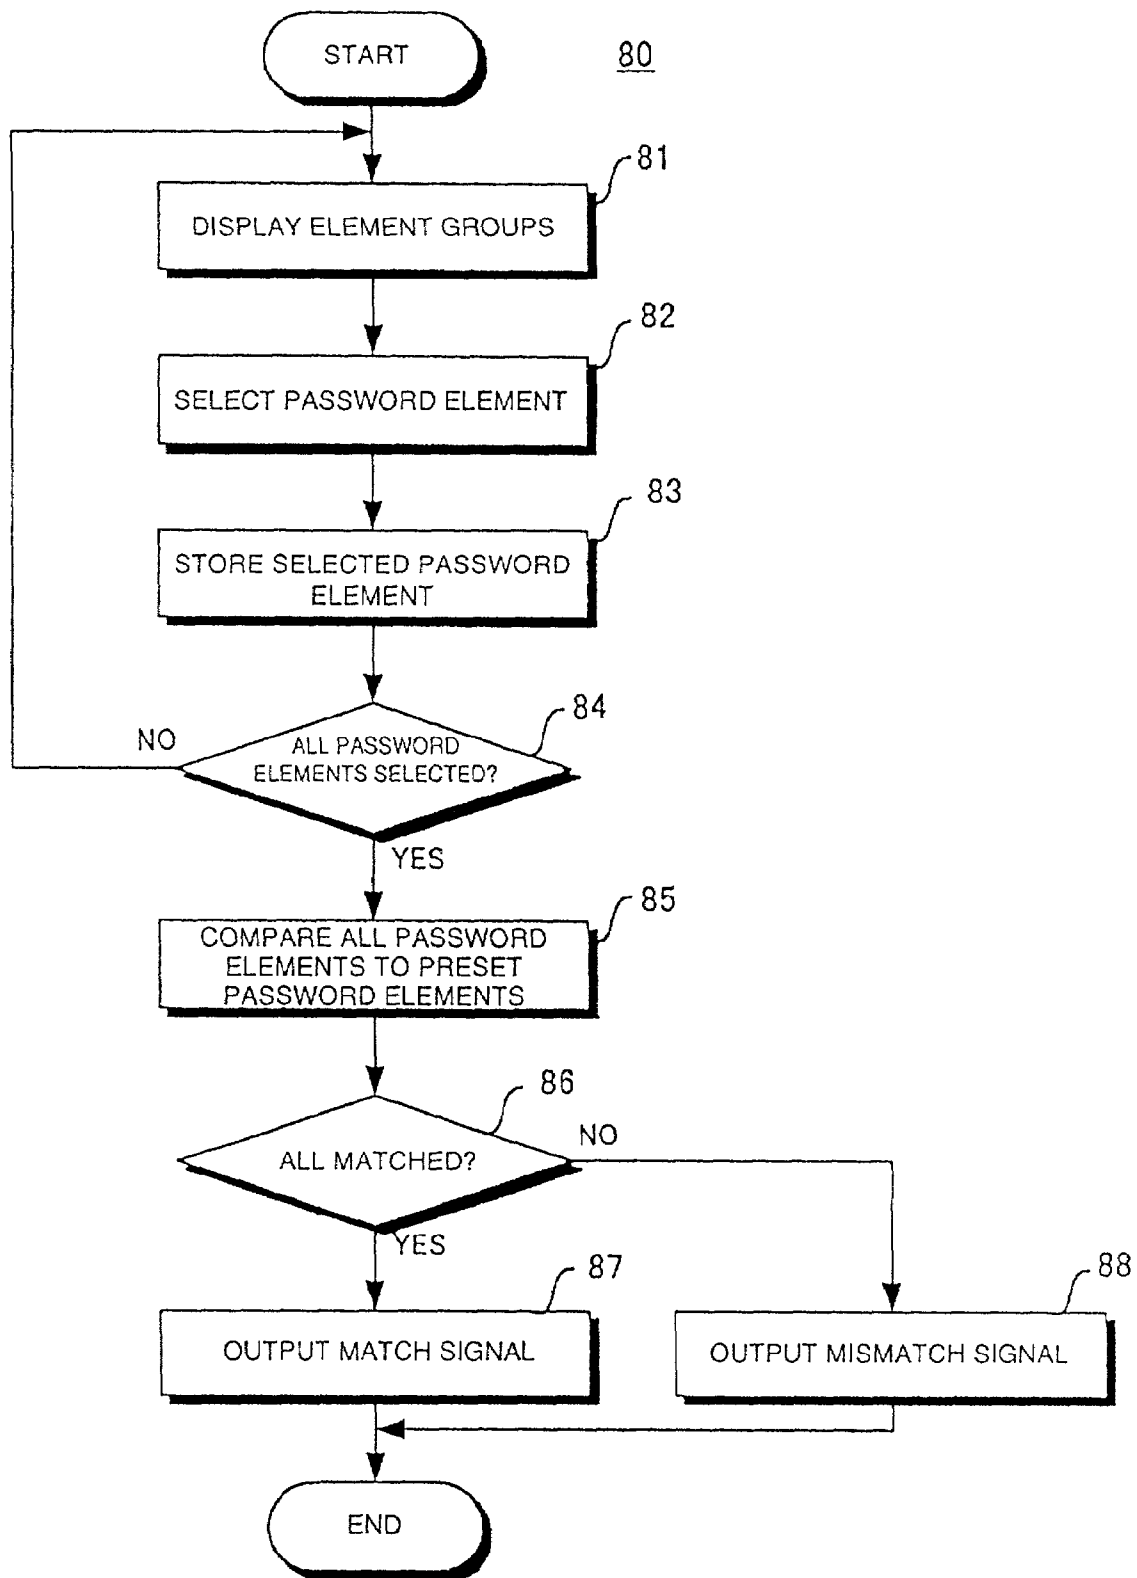 START
80
81
DISPLAY ELEMENT GROUPS
82
SELECT PASSWORD ELEMENT
83
STORE SELECTED PASSWORD
ELEMENT
84
NO
ALL PASSWORD
ELEMENTS SELECTED?
YES
85
COMPARE ALL PASSWORD
ELEMENTS TO PRESET
PASSWORD ELEMENTS
86
NO
ALL MATCHED?
YES
87
88
OUTPUT MATCH SIGNAL
OUTPUT MISMATCH SIGNAL
END